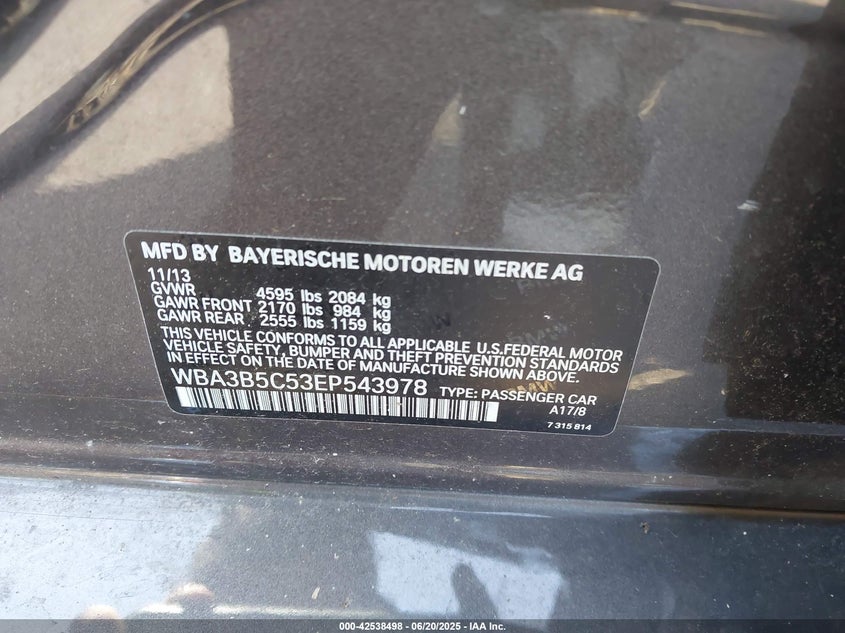 MFD BY BAYERISCHE MOTOREN WERKE AG
11/13
GVWR 4595 lbs 2084 kg
GAWR FRONT 2170 lbs 984 kg
GAWR REAR 2555 lbs 1159 kg
THIS VEHICLE CONFORMS TO ALL APPLICABLE U.S.FEDERAL MOTOR
VEHICLE SAFETY, BUMPER AND THEFT PREVENTION STANDARDS
IN EFFECT ON THE DATE OF MANUFACTURE SHOWN ABOVE.
WBA3B5C53EP543978 TYPE: PASSENGER CAR
A17/8
7 315 814
000-42538498 - 06/20/2025 - IAA Inc.